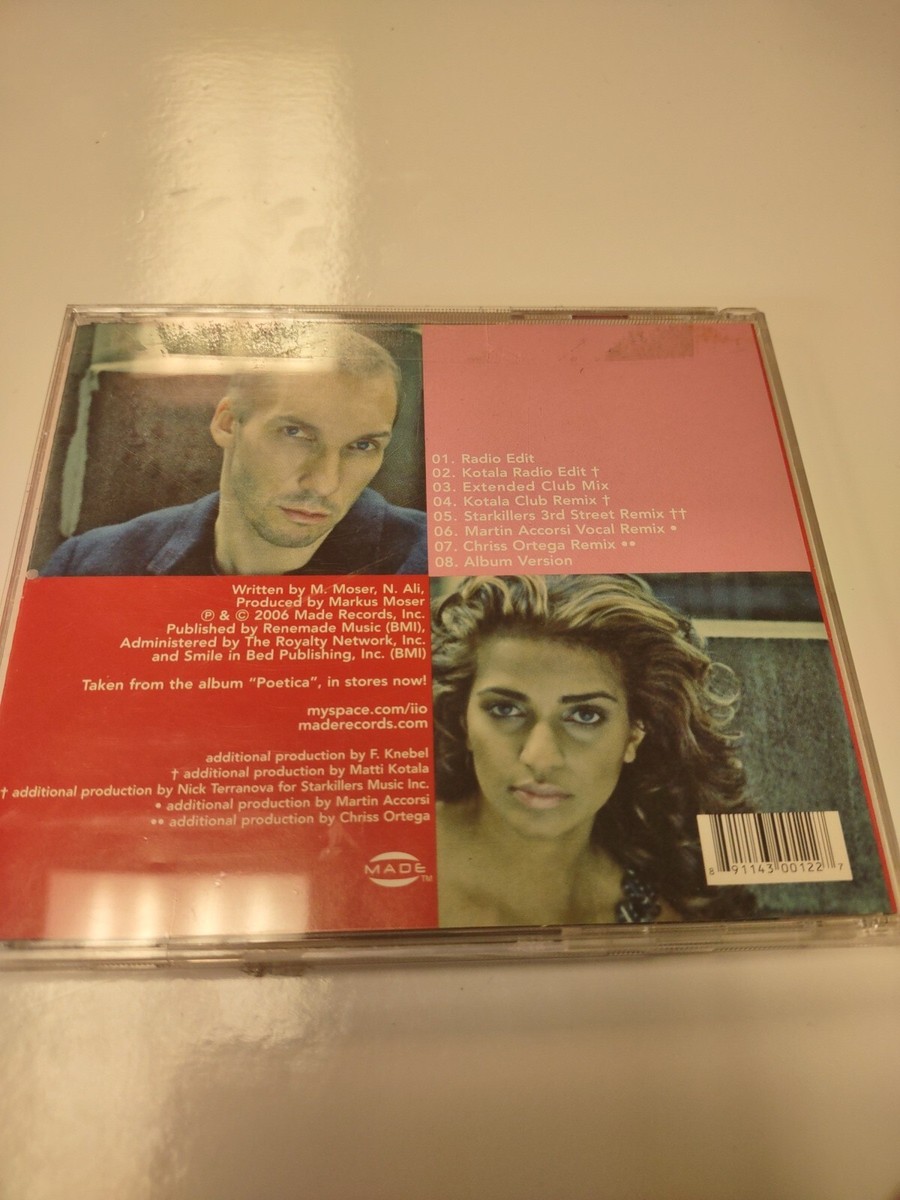 01. Radio Edit
02. Kotala Radio Edit †
03. Extended Club Mix
04. Kotala Club Remix †
05. Starkillers 3rd Street Remix ††
06. Martin Accorsi Vocal Remix •
07. Chriss Ortega Remix ••
08. Album Version
Written by M. Moser, N. Ali,
Produced by Markus Moser
℗ & © 2006 Made Records, Inc.
Published by Renemade Music (BMI),
Administered by The Royalty Network, Inc.
and Smile in Bed Publishing, Inc. (BMI)
Taken from the album “Poetica”, in stores now!
myspace.com/iio
maderecords.com
additional production by F. Knebel
† additional production by Matti Kotala
† additional production by Nick Terranova for Starkillers Music Inc.
• additional production by Martin Accorsi
•• additional production by Chriss Ortega
MADE™
8 91143 00122 7